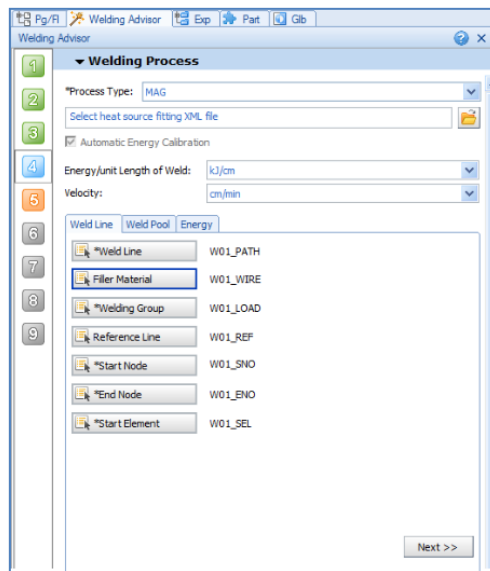 Pg/Fl Welding Advisor Exp Part Glb
Welding Advisor
1
Welding Process
2
*Process Type: MAG
Select heat source fitting XML file
3
Automatic Energy Calibration
4
Energy/unit Length of Weld: kJ/cm
Velocity: cm/min
5
Weld Line Weld Pool Energy
6
*Weld Line W01_PATH
7
Filler Material W01_WIRE
8
*Welding Group W01_LOAD
9
Reference Line W01_REF
*Start Node W01_SNO
*End Node W01_ENO
*Start Element W01_SEL
Next >>